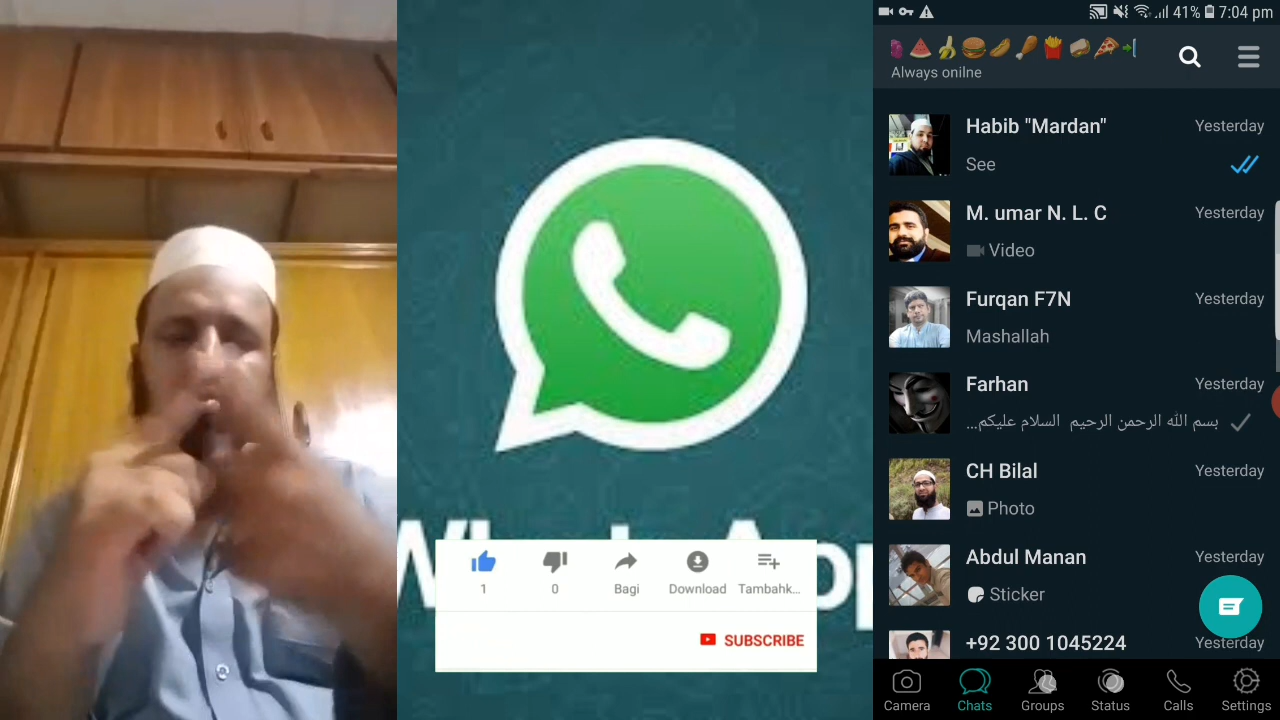 WhatsApp
1
0
Bagi
Download
Tambahk...
SUBSCRIBE
41%
7:04 pm
Always onilne
Habib "Mardan"
Yesterday
See
M. umar N. L. C
Yesterday
Video
Furqan F7N
Yesterday
Mashallah
Farhan
Yesterday
بسم الله الرحمن الرحيم السلام عليكم...
CH Bilal
Yesterday
Photo
Abdul Manan
Yesterday
Sticker
+92 300 1045224
Yesterday
Camera
Chats
Groups
Status
Calls
Settings